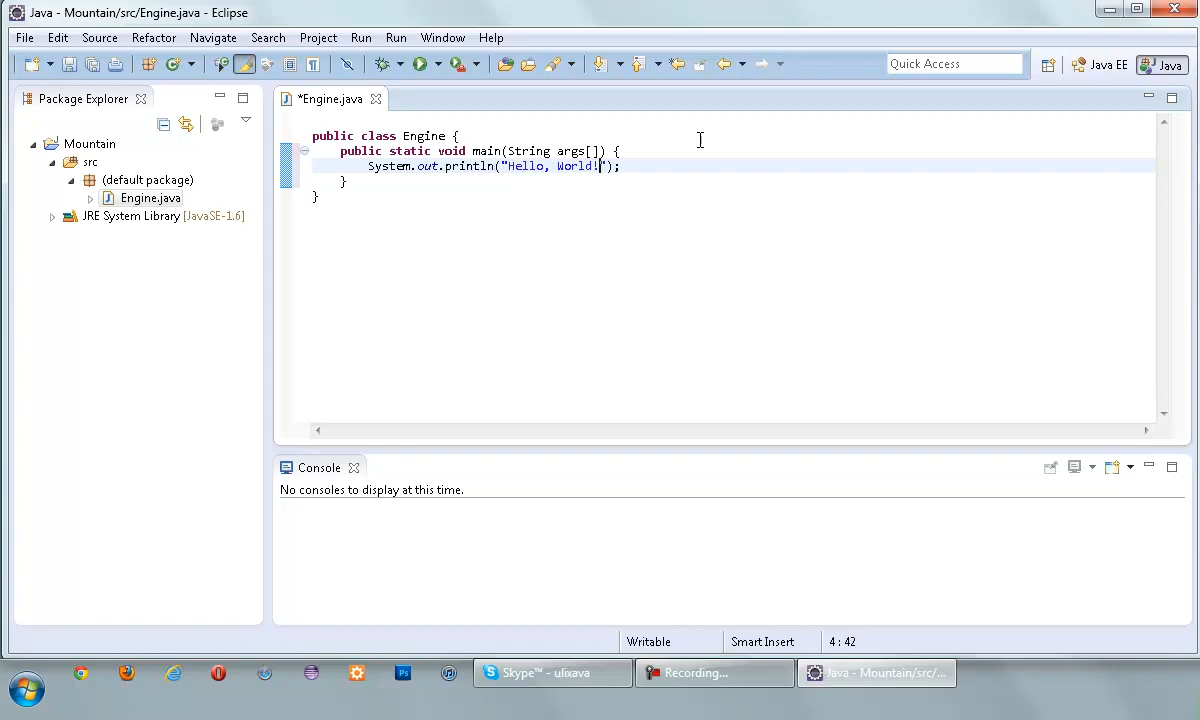 Java - Mountain/src/Engine.java - Eclipse
File Edit Source Refactor Navigate Search Project Run Run Window Help
Quick Access
Java EE
Java
Package Explorer
*Engine.java
Mountain
src
(default package)
Engine.java
JRE System Library [JavaSE-1.6]
public class Engine {
public static void main(String args[]) {
System.out.println("Hello, World!");
}
}
Console
No consoles to display at this time.
Writable
Smart Insert
4 : 42
Ps
Skype™ - ulixava
Recording...
Java - Mountain/src/...